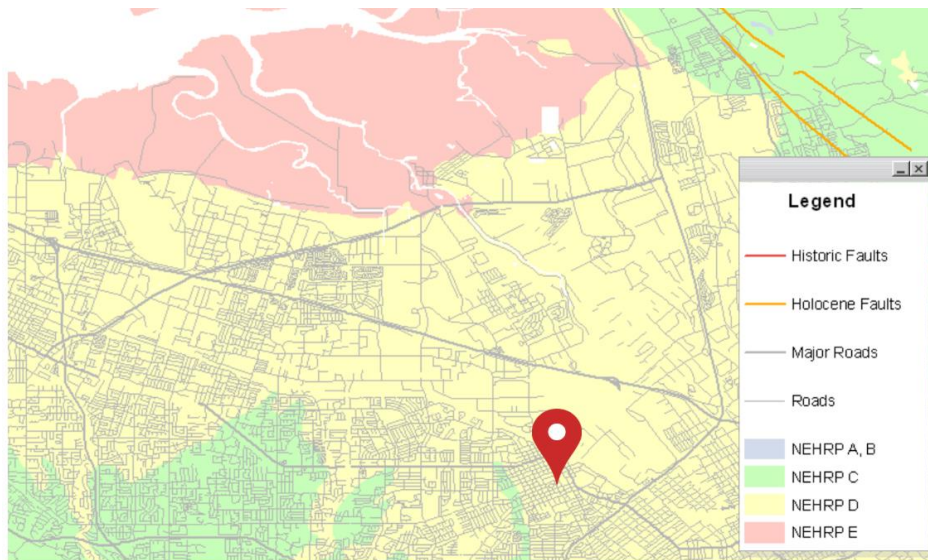 Legend
Historic Faults
Holocene Faults
Major Roads
Roads
NEHRP A, B
NEHRP C
NEHRP D
NEHRP E